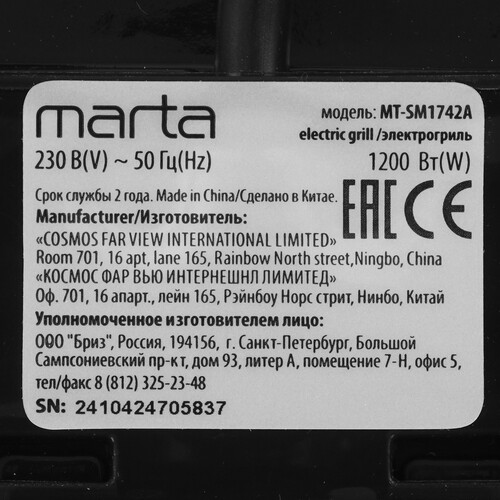 marta
модель: MT-SM1742A
electric grill /электрогриль
230 В(V) ~ 50 Гц(Hz)
1200 Вт(W)
Срок службы 2 года. Made in China/Сделано в Китае.
Manufacturer/Изготовитель:
EAC CE
«COSMOS FAR VIEW INTERNATIONAL LIMITED»
Room 701, 16 apt, lane 165, Rainbow North street,Ningbo, China
«КОСМОС ФАР ВЬЮ ИНТЕРНЕШНЛ ЛИМИТЕД»
Оф. 701, 16 апарт., лейн 165, Рэйнбоу Норс стрит, Нинбо, Китай
Уполномоченное изготовителем лицо:
ООО "Бриз", Россия, 194156, г. Санкт-Петербург, Большой
Сампсониевский пр-кт, дом 93, литер А, помещение 7-Н, офис 5,
тел/факс 8 (812) 325-23-48
SN: 2410424705837